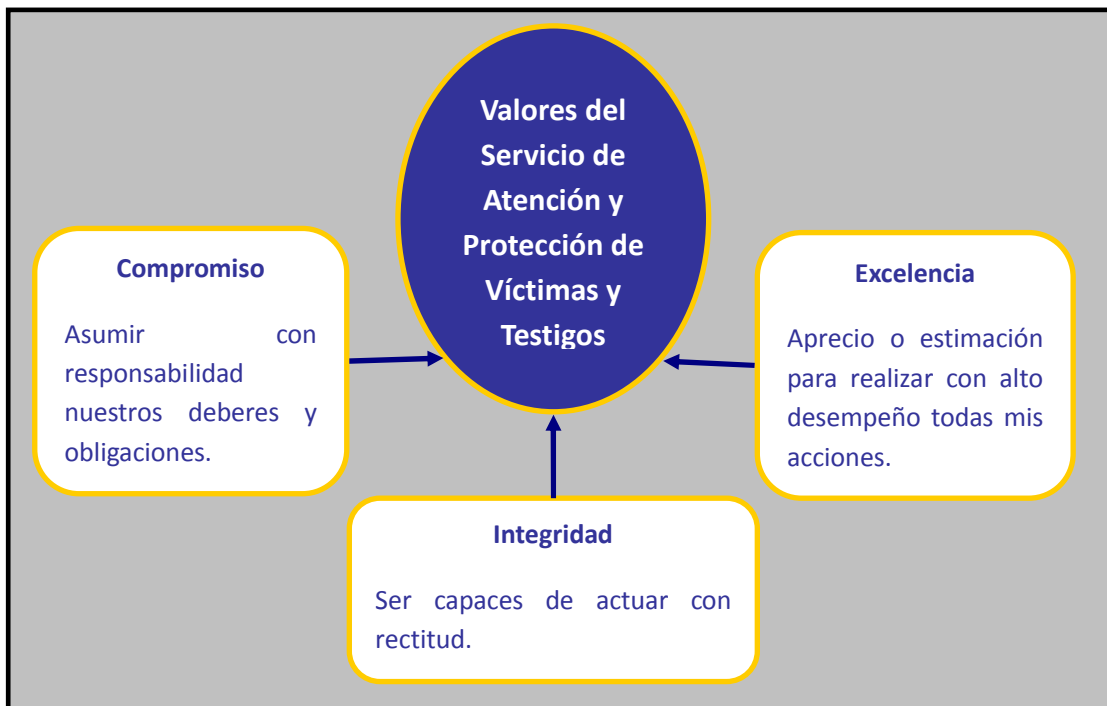 Valores del
Servicio de
Atención y
Protección de
Víctimas y
Testigos
Compromiso
Asumir con
responsabilidad
nuestros deberes y
obligaciones.
Excelencia
Aprecio o estimación
para realizar con alto
desempeño todas mis
acciones.
Integridad
Ser capaces de actuar con
rectitud.